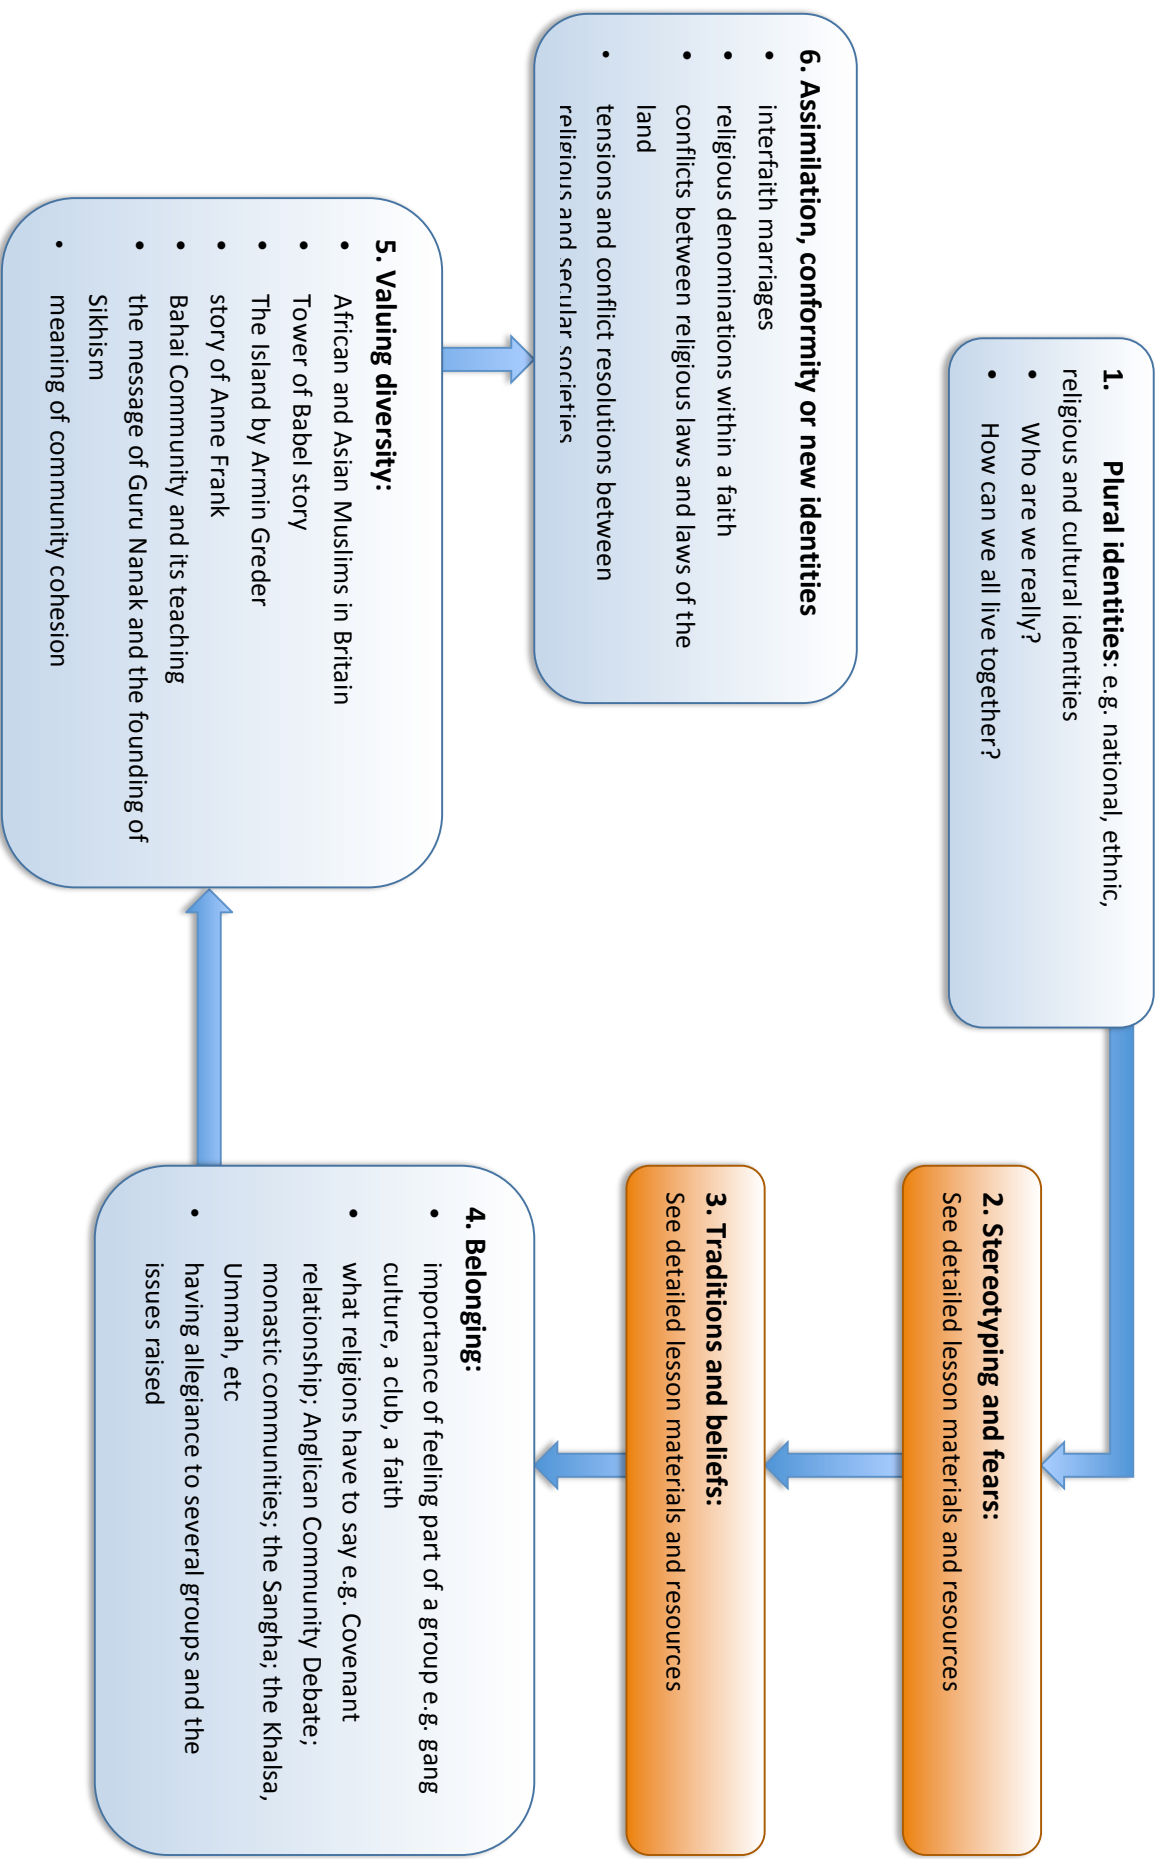 1. Plural identities: e.g. national, ethnic,
religious and cultural identities
• Who are we really?
• How can we all live together?
2. Stereotyping and fears:
See detailed lesson materials and resources
3. Traditions and beliefs:
See detailed lesson materials and resources
4. Belonging:
• importance of feeling part of a group e.g. gang
culture, a club, a faith
• what religions have to say e.g. Covenant
relationship; Anglican Community Debate;
monastic communities; the Sangha; the Khalsa,
Ummah, etc
• having allegiance to several groups and the
issues raised
5. Valuing diversity:
• African and Asian Muslims in Britain
• Tower of Babel story
• The Island by Armin Greder
• story of Anne Frank
• Bahai Community and its teaching
• the message of Guru Nanak and the founding of
Sikhism
• meaning of community cohesion
6. Assimilation, conformity or new identities
• interfaith marriages
• religious denominations within a faith
• conflicts between religious laws and laws of the
land
• tensions and conflict resolutions between
religious and secular societies